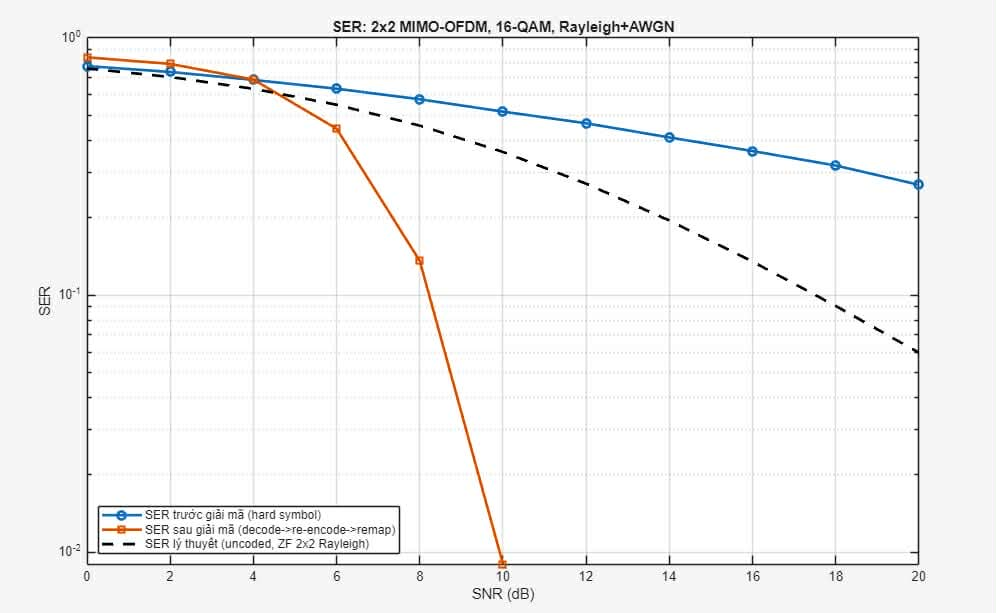 SER: 2x2 MIMO-OFDM, 16-QAM, Rayleigh+AWGN
10^0
10^-1
10^-2
SER
SER trước giải mã (hard symbol)
SER sau giải mã (decode->re-encode->remap)
SER lý thuyết (uncoded, ZF 2x2 Rayleigh)
0 2 4 6 8 10 12 14 16 18 20
SNR (dB)